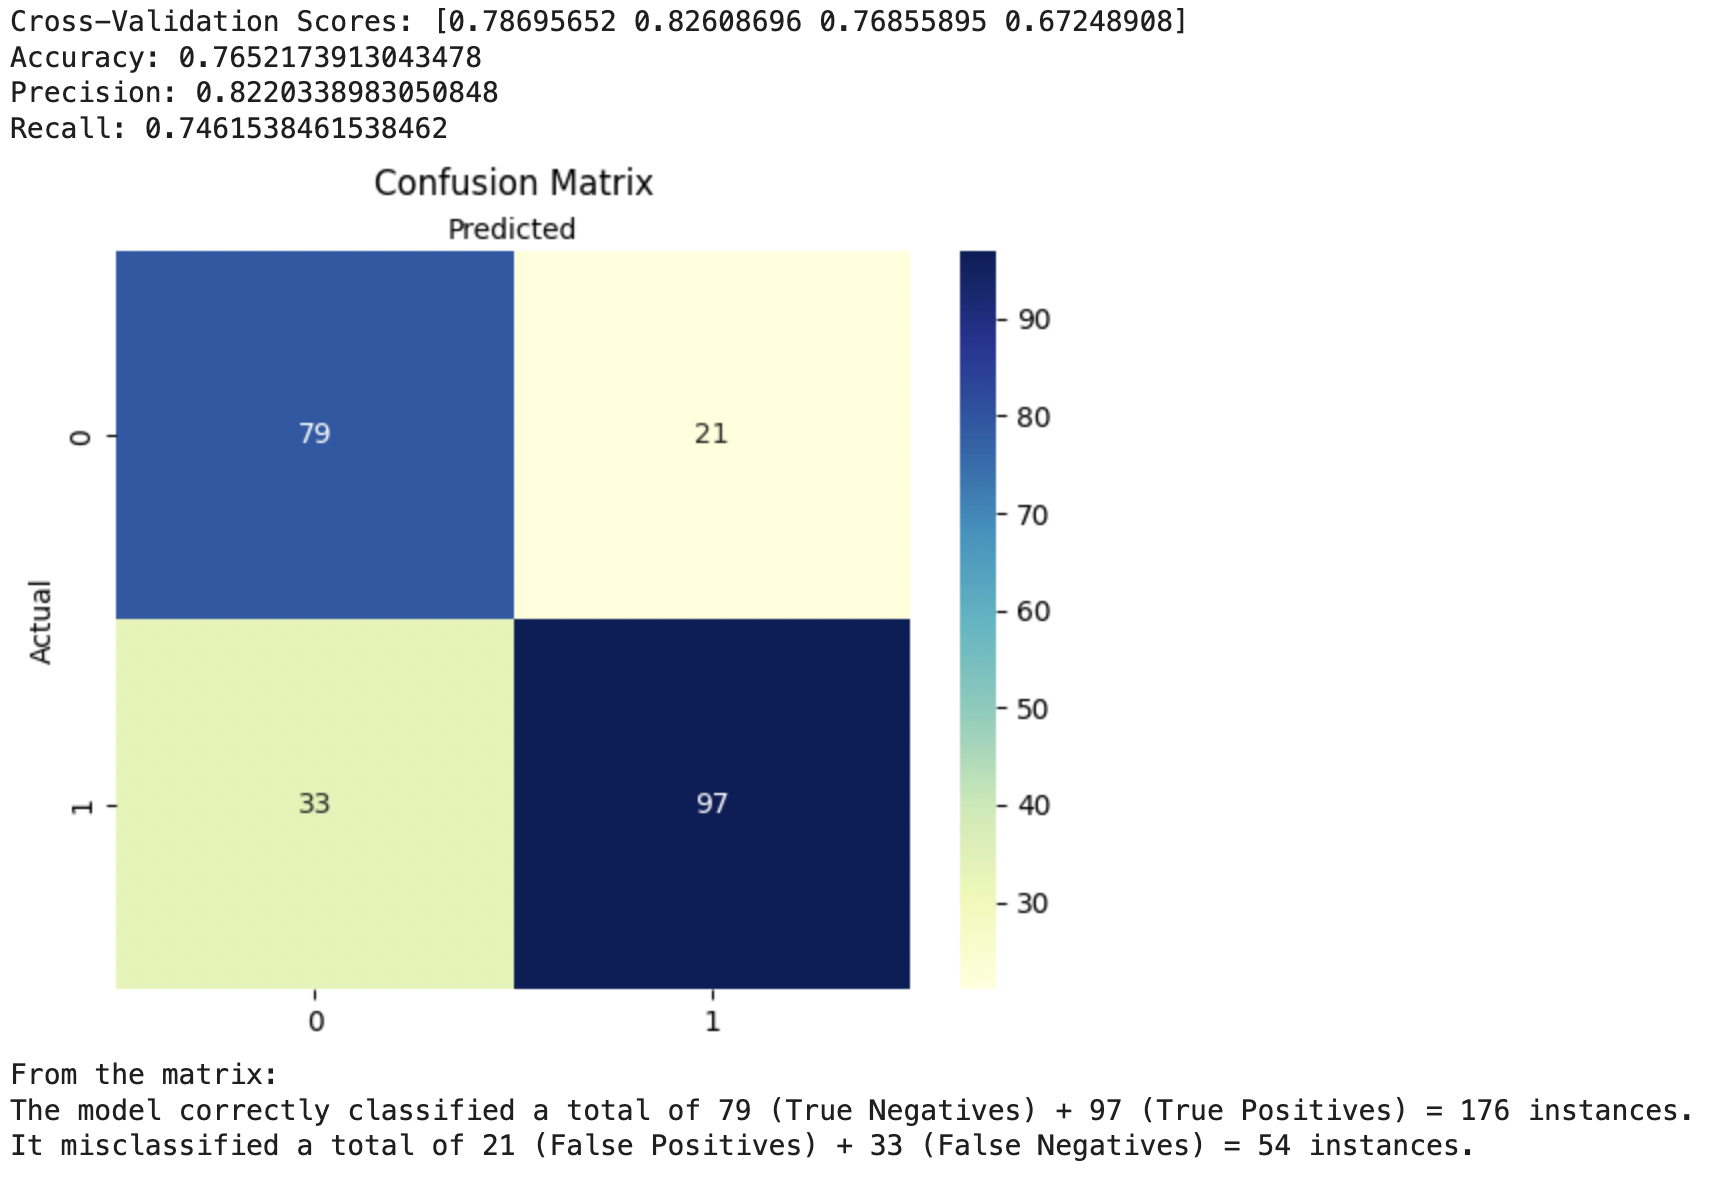 Cross-Validation Scores: [0.78695652 0.82608696 0.76855895 0.67248908]
Accuracy: 0.7652173913043478
Precision: 0.8220338983050848
Recall: 0.7461538461538462
Confusion Matrix
Predicted
90
80
0
79
21
70
60
Actual
50
1
33
97
40
30
0
1
From the matrix:
The model correctly classified a total of 79 (True Negatives) + 97 (True Positives) = 176 instances.
It misclassified a total of 21 (False Positives) + 33 (False Negatives) = 54 instances.